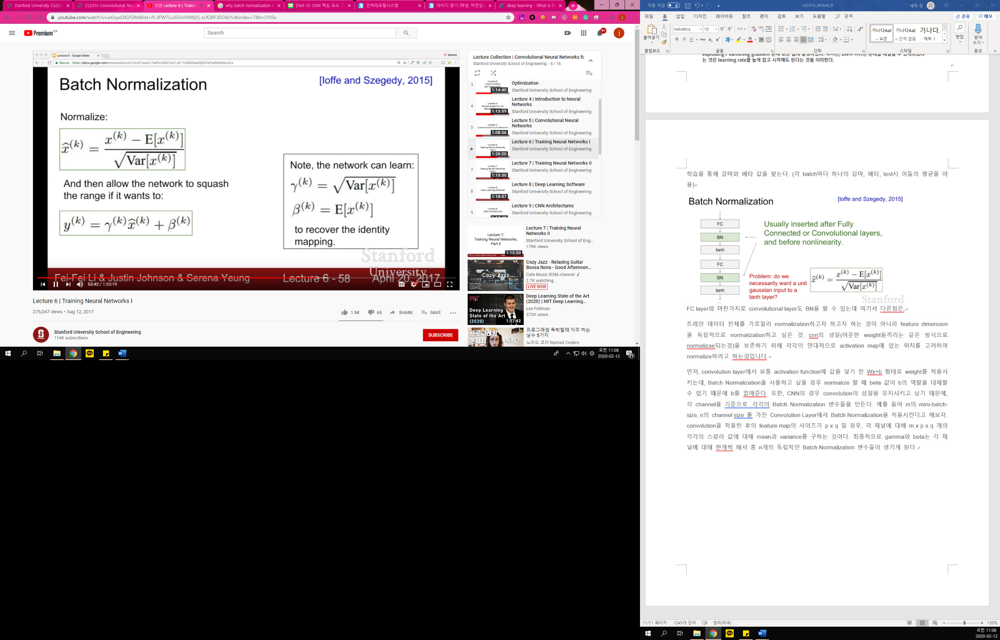 Stanford University CS231
CS231n Convolutional Neu
(12) Lecture 6 | Trainin
why batch normalization n
[Part Ⅵ. CNN 핵심 요소 기
인하대포털시스템
아이디 찾기 (학생, 비전임교
deep learning - What is th
youtube.com/watch?v=wEoyxE0GP2M&list=PL3FW7Lu3i5JvHM8ljYj-zLfQRF3EO8sYv&index=7&t=3105s
Premium KR
Search
9+
j
Lecture 6 - Google Slides
Serena
Secure
Batch Normalization
[Ioffe and Szegedy, 2015]
Normalize:
x̂^(k) = (x^(k) − E[x^(k)]) / √Var[x^(k)]
And then allow the network to squash
the range if it wants to:
y^(k) = γ^(k) x̂^(k) + β^(k)
Note, the network can learn:
γ^(k) = √Var[x^(k)]
β^(k) = E[x^(k)]
to recover the identity
mapping.
Stanford
University
Fei-Fei Li & Justin Johnson & Serena Yeung
Lecture 6 - 58
April 20, 2017
53:42 / 1:20:19
Lecture 6 | Training Neural Networks I
276,047 views • Aug 12, 2017
1.5K
65
SHARE
SAVE
Stanford University School of Engineering
114K subscribers
SUBSCRIBE
Lecture Collection | Convolutional Neural Networks fo
Stanford University School of Engineering - 6 / 16
3
1:14:40
Optimization
Stanford University School of Engineering
4
1:13:59
Lecture 4 | Introduction to Neural
Networks
Stanford University School of Engineering
5
1:08:56
Lecture 5 | Convolutional Neural
Networks
Stanford University School of Engineering
1:20:20
Lecture 6 | Training Neural Networks I
Stanford University School of Engineering
7
1:15:30
Lecture 7 | Training Neural Networks II
Stanford University School of Engineering
8
1:18:07
Lecture 8 | Deep Learning Software
Stanford University School of Engineering
9
Lecture 9 | CNN Architectures
Stanford University School of Engineering
Lecture 7:
Training Neural Networks,
Part 2
1:15:30
Lecture 7 | Training Neural
Networks II
Stanford University School of Eng...
179K views
Cozy Jazz
Cozy Jazz - Relaxing Guitar
Bossa Nova - Good Afternoon...
Cafe Music BGM channel
2.7K watching
LIVE NOW
Deep Learning
State of the Art
(2020)
1:27:42
Deep Learning State of the Art
(2020) | MIT Deep Learning...
Lex Fridman
372K views
프로그래밍
혼자서 독학?
프로그래밍 독학할때 자주 하는
실수 5가지
노마드 코더 Nomad Coders
오전 11:08
2020-02-12
21
자동 저장
cs231n_lecture_6
새하 정
파일 홈 삽입 디자인 레이아웃 참조 편지 검토 보기 도움말 검색
공유 메모
붙여넣기
Helvetica 10
가나다AaB 가나다AaB 가나다.
표준 간격 없음 제목 1
편집
받아
쓰기
클립보드 글꼴 단락 스타일 음성
는 것은 learning rate를 높게 잡고 시작해도 된다는 것을 의미한다.
학습을 통해 감마와 베타 값을 찾는다. (각 batch마다 하나의 감마, 베타, test시 이들의 평균을 이
용)
Batch Normalization
[Ioffe and Szegedy, 2015]
FC
BN
tanh
FC
BN
tanh
...
Usually inserted after Fully
Connected or Convolutional layers,
and before nonlinearity.
Problem: do we
necessarily want a unit
gaussian input to a
tanh layer?
x̂^(k) = (x^(k) − E[x^(k)]) / √Var[x^(k)]
Stanford
FC layer와 마찬가지로 convolutional layer도 BN을 할 수 있는데 여기서 다른점은,
트레인 데이터 전체를 가로질러 normalization하고자 하고자 하는 것이 아니라 feature dimension
을 독립적으로 normalization하고 싶은 것. cnn의 성질(이웃한 weight들끼리는 같은 방식으로
normalizae되는것)을 보존하기 위해 각각의 연대적으로 activation map에 있는 위치를 고려하여
normalize하려고 하는것입니다.
먼저, convolution layer에서 보통 activation function에 값을 넣기 전 Wx+b 형태로 weight를 적용시
키는데, Batch Normalization을 사용하고 싶을 경우 normalize 할 때 beta 값이 b의 역할을 대체할
수 있기 때문에 b를 없애준다. 또한, CNN의 경우 convolution의 성질을 유지시키고 싶기 때문에,
각 channel을 기준으로 각각의 Batch Normalization 변수들을 만든다. 예를 들어 m의 mini-batch-
size, n의 channel size 를 가진 Convolution Layer에서 Batch Normalization을 적용시킨다고 해보자.
convolution을 적용한 후의 feature map의 사이즈가 p x q 일 경우, 각 채널에 대해 m x p x q 개의
각각의 스칼라 값에 대해 mean과 variance를 구하는 것이다. 최종적으로 gamma와 beta는 각 채
널에 대해 한개씩 해서 총 n개의 독립적인 Batch Normalization 변수들이 생기게 된다.
11/11 페이지 1245개 단어 영어(미국)
130%
오전 11:08
2020-02-12